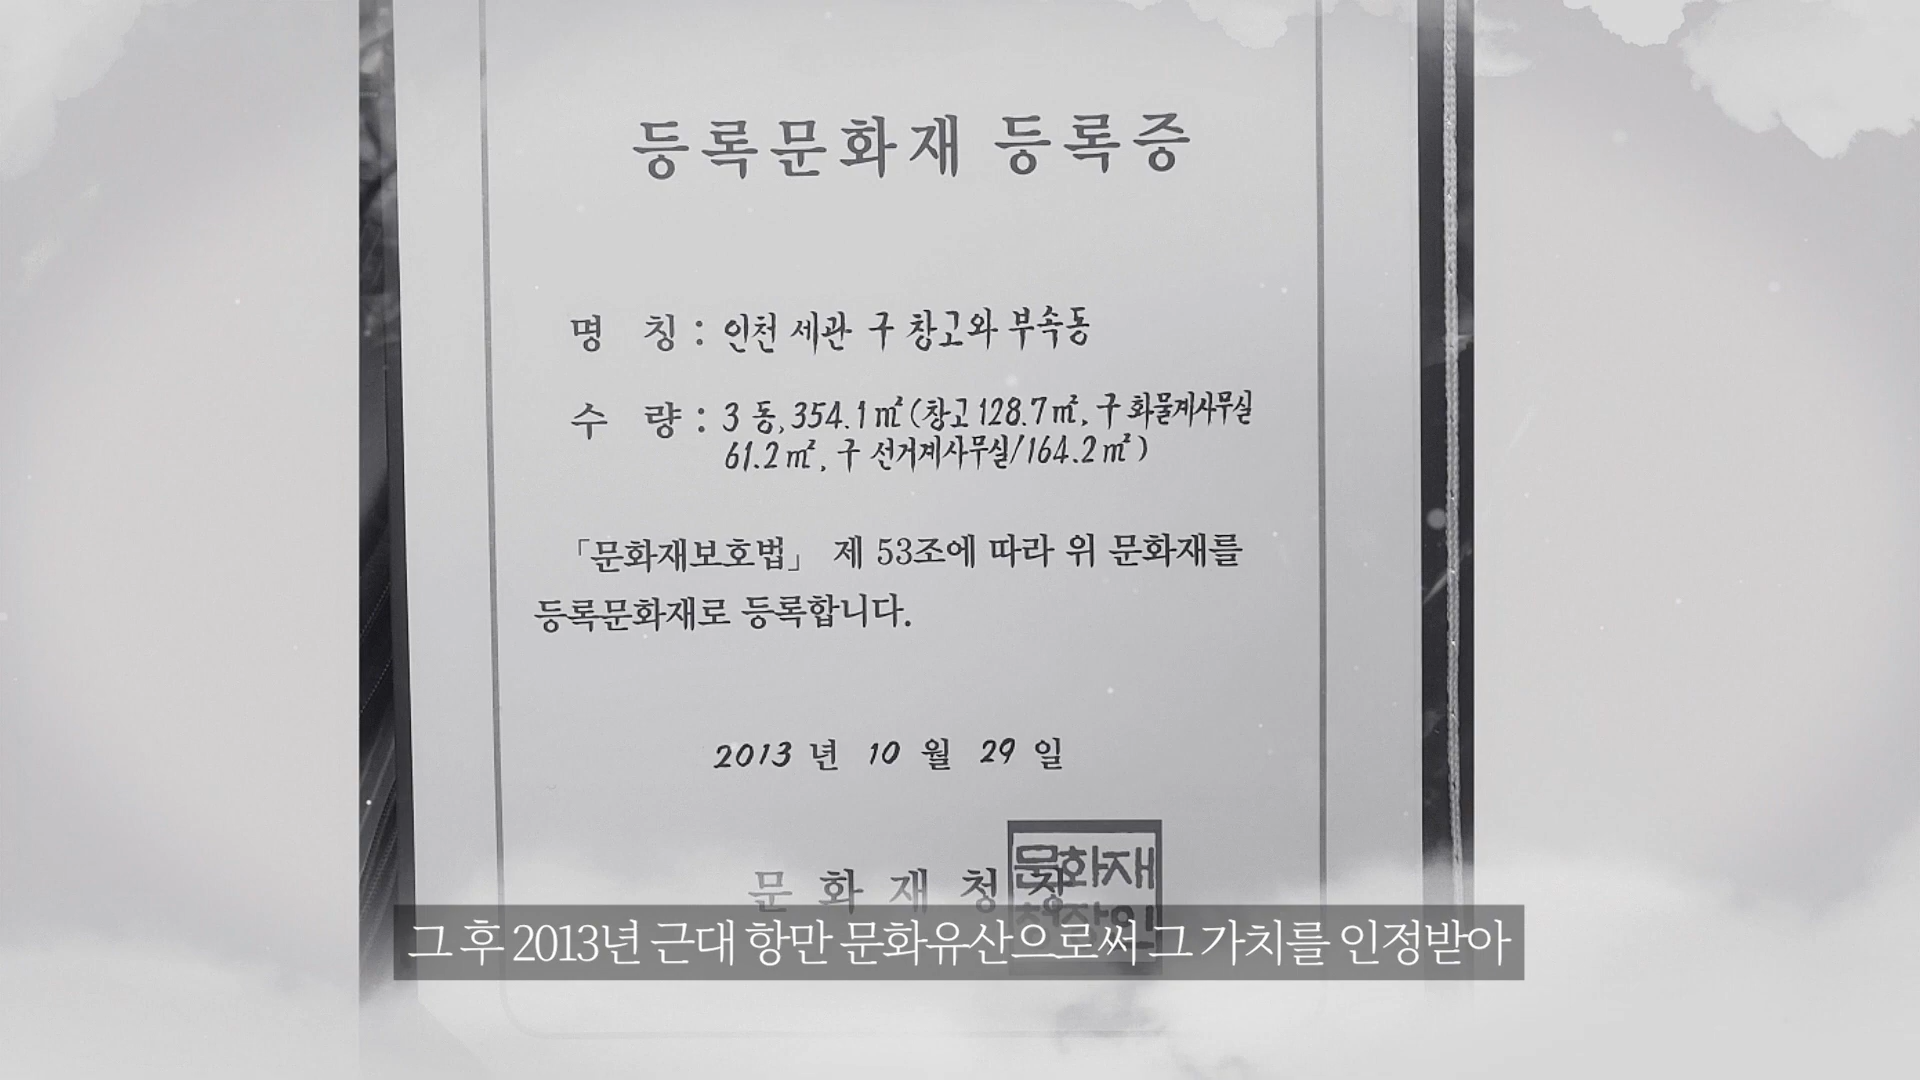 등록문화재 등록증
명 칭 : 인천 세관 구 창고와 부속동
수 량 : 3 동, 354.1㎡ (창고 128.7㎡, 구 화물계사무실
61.2㎡, 구 선거계사무실/164.2㎡)
「문화재보호법」 제 53조에 따라 위 문화재를
등록문화재로 등록합니다.
2013 년 10 월 29 일
문 화 재 청 장
문화재
그 후 2013년 근대 항만 문화유산으로써 그 가치를 인정받아